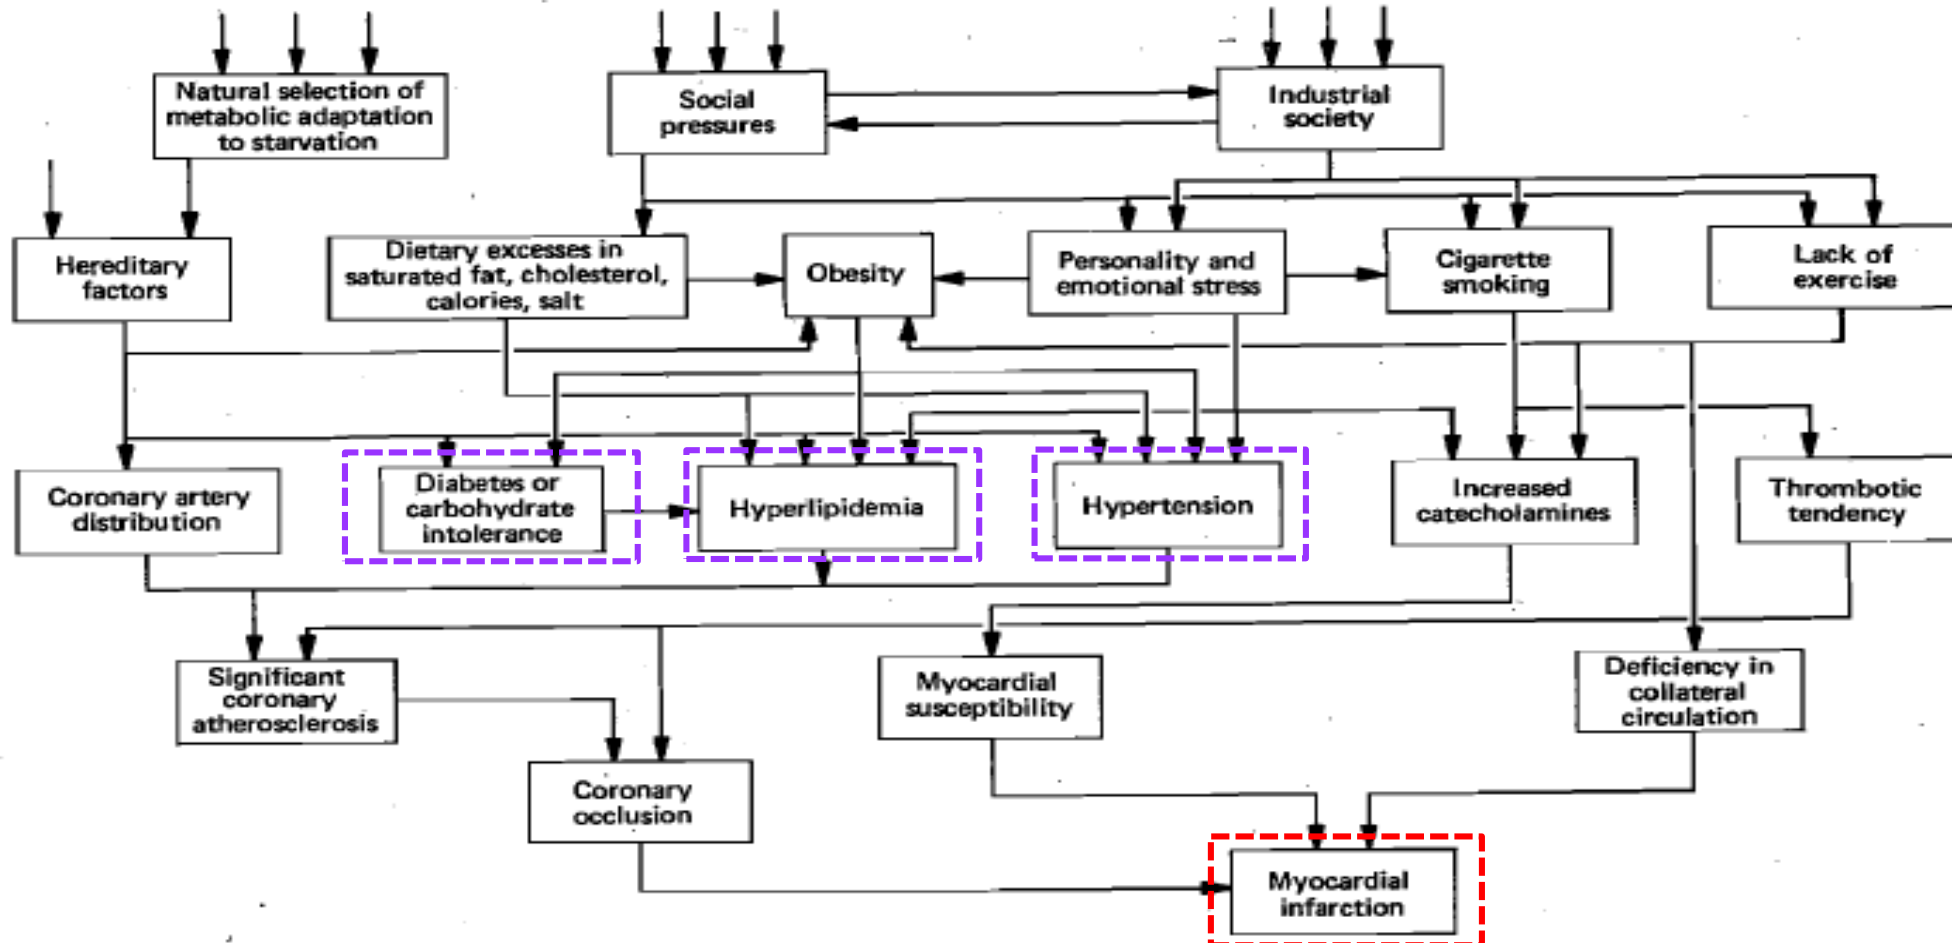 Natural selection of
metabolic adaptation
to starvation
Social
pressures
Industrial
society
Hereditary
factors
Dietary excesses in
saturated fat, cholesterol,
calories, salt
Obesity
Personality and
emotional stress
Cigarette
smoking
Lack of
exercise
Coronary artery
distribution
Diabetes or
carbohydrate
intolerance
Hyperlipidemia
Hypertension
Increased
catecholamines
Thrombotic
tendency
Significant
coronary
atherosclerosis
Myocardial
susceptibility
Deficiency in
collateral
circulation
Coronary
occlusion
Myocardial
infarction